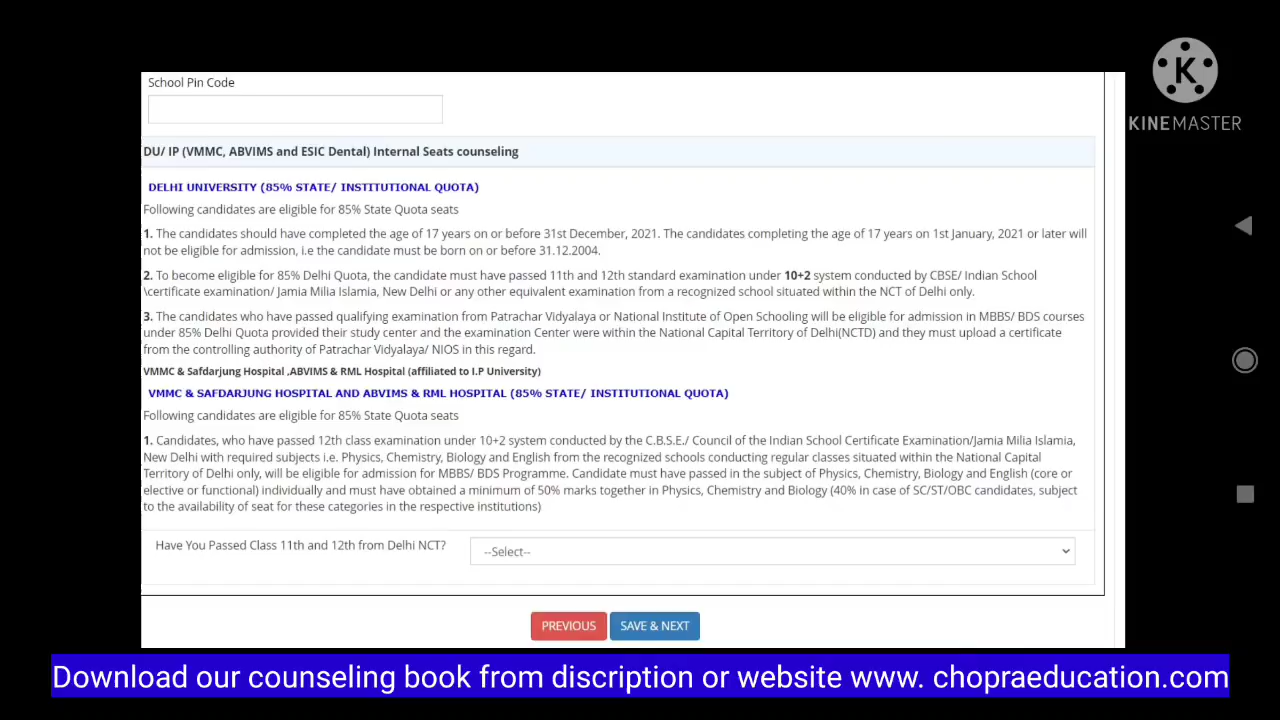 School Pin Code
KINEMASTER
DU/ IP (VMMC, ABVIMS and ESIC Dental) Internal Seats counseling
DELHI UNIVERSITY (85% STATE/ INSTITUTIONAL QUOTA)
Following candidates are eligible for 85% State Quota seats
1. The candidates should have completed the age of 17 years on or before 31st December, 2021. The candidates completing the age of 17 years on 1st January, 2021 or later will
not be eligible for admission, i.e the candidate must be born on or before 31.12.2004.
2. To become eligible for 85% Delhi Quota, the candidate must have passed 11th and 12th standard examination under 10+2 system conducted by CBSE/ Indian School
\certificate examination/ Jamia Milia Islamia, New Delhi or any other equivalent examination from a recognized school situated within the NCT of Delhi only.
3. The candidates who have passed qualifying examination from Patrachar Vidyalaya or National Institute of Open Schooling will be eligible for admission in MBBS/ BDS courses
under 85% Delhi Quota provided their study center and the examination Center were within the National Capital Territory of Delhi(NCTD) and they must upload a certificate
from the controlling authority of Patrachar Vidyalaya/ NIOS in this regard.
VMMC & Safdarjung Hospital ,ABVIMS & RML Hospital (affiliated to I.P University)
VMMC & SAFDARJUNG HOSPITAL AND ABVIMS & RML HOSPITAL (85% STATE/ INSTITUTIONAL QUOTA)
Following candidates are eligible for 85% State Quota seats
1. Candidates, who have passed 12th class examination under 10+2 system conducted by the C.B.S.E./ Council of the Indian School Certificate Examination/Jamia Milia Islamia,
New Delhi with required subjects i.e. Physics, Chemistry, Biology and English from the recognized schools conducting regular classes situated within the National Capital
Territory of Delhi only, will be eligible for admission for MBBS/ BDS Programme. Candidate must have passed in the subject of Physics, Chemistry, Biology and English (core or
elective or functional) individually and must have obtained a minimum of 50% marks together in Physics, Chemistry and Biology (40% in case of SC/ST/OBC candidates, subject
to the availability of seat for these categories in the respective institutions)
Have You Passed Class 11th and 12th from Delhi NCT?
--Select--
PREVIOUS
SAVE & NEXT
Download our counseling book from discription or website www. chopraeducation.com